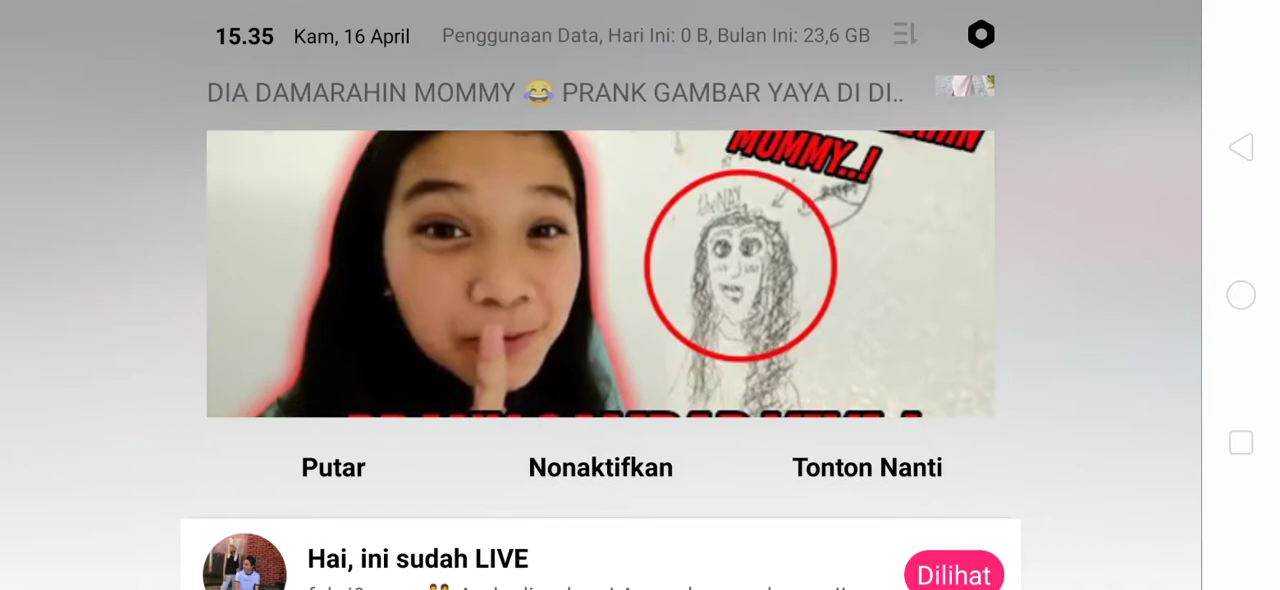 15.35 Kam, 16 April Penggunaan Data, Hari Ini: 0 B, Bulan Ini: 23,6 GB
DIA DAMARAHIN MOMMY 😂 PRANK GAMBAR YAYA DI DI..
MOMMY..!
Putar Nonaktifkan Tonton Nanti
Hai, ini sudah LIVE
Dilihat